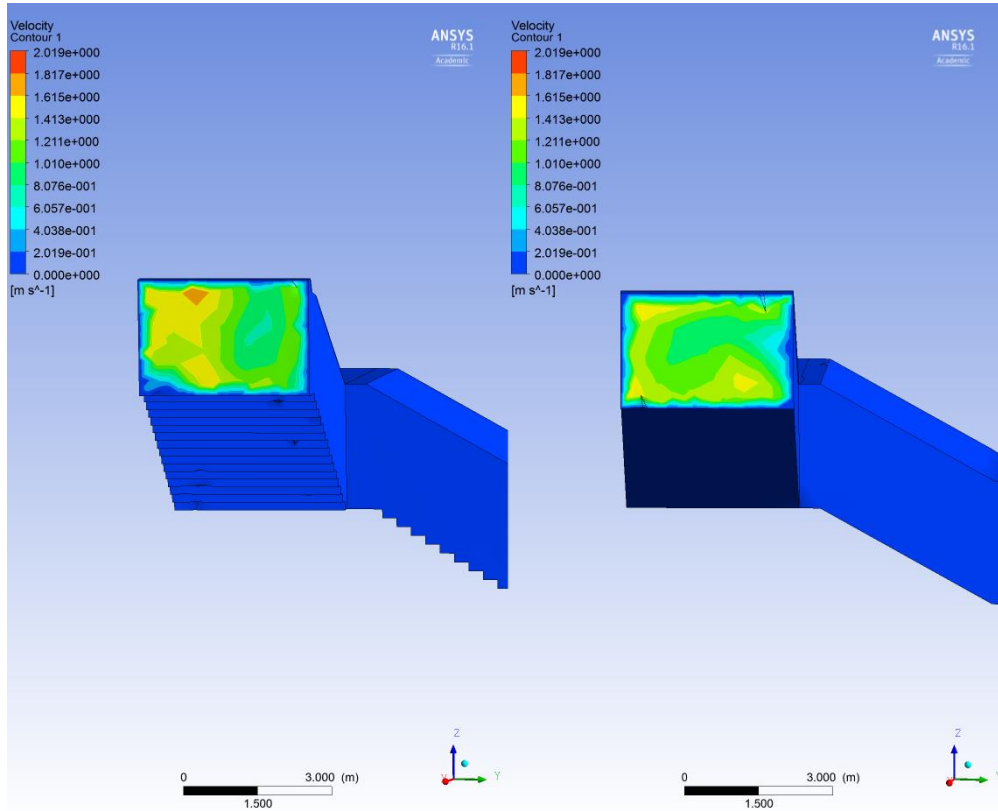 Velocity
Contour 1
2.019e+000
1.817e+000
1.615e+000
1.413e+000
1.211e+000
1.010e+000
8.076e-001
6.057e-001
4.038e-001
2.019e-001
0.000e+000
[m s^-1]
ANSYS
R16.1
Academic
0
3.000
(m)
1.500
Z
Y
Velocity
Contour 1
2.019e+000
1.817e+000
1.615e+000
1.413e+000
1.211e+000
1.010e+000
8.076e-001
6.057e-001
4.038e-001
2.019e-001
0.000e+000
[m s^-1]
ANSYS
R16.1
Academic
0
3.000
(m)
1.500
Z